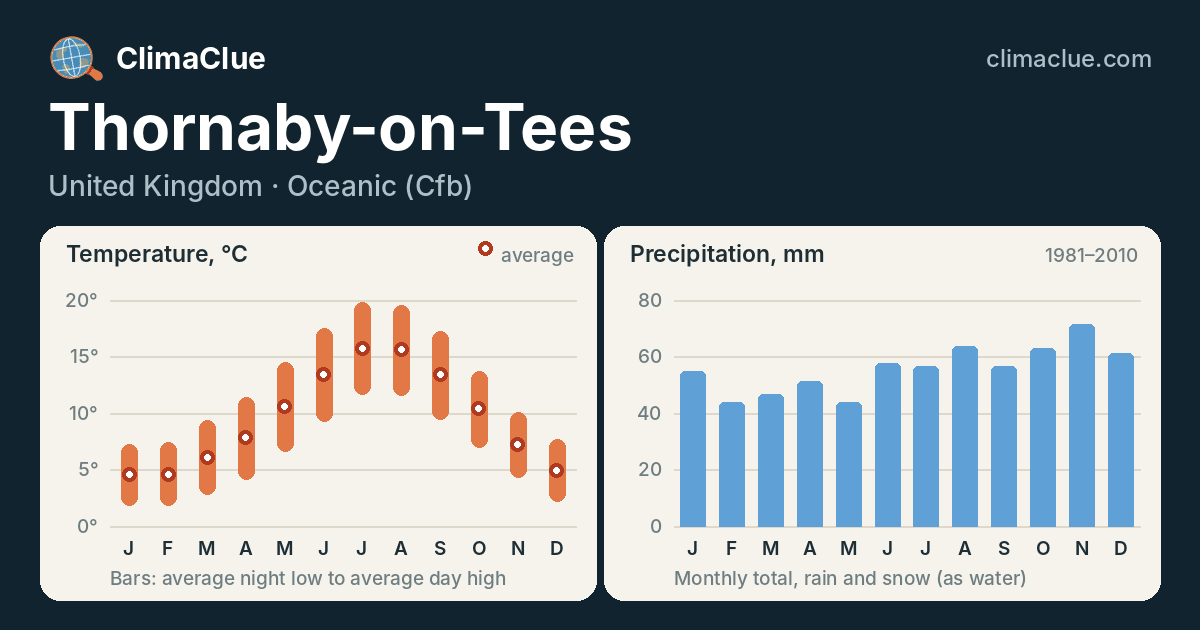 ClimaClue
climaclue.com
Thornaby-on-Tees
United Kingdom · Oceanic (Cfb)
Temperature, °C
average
20°
15°
10°
5°
0°
J F M A M J J A S O N D
Bars: average night low to average day high
Precipitation, mm
1981–2010
80
60
40
20
0
J F M A M J J A S O N D
Monthly total, rain and snow (as water)